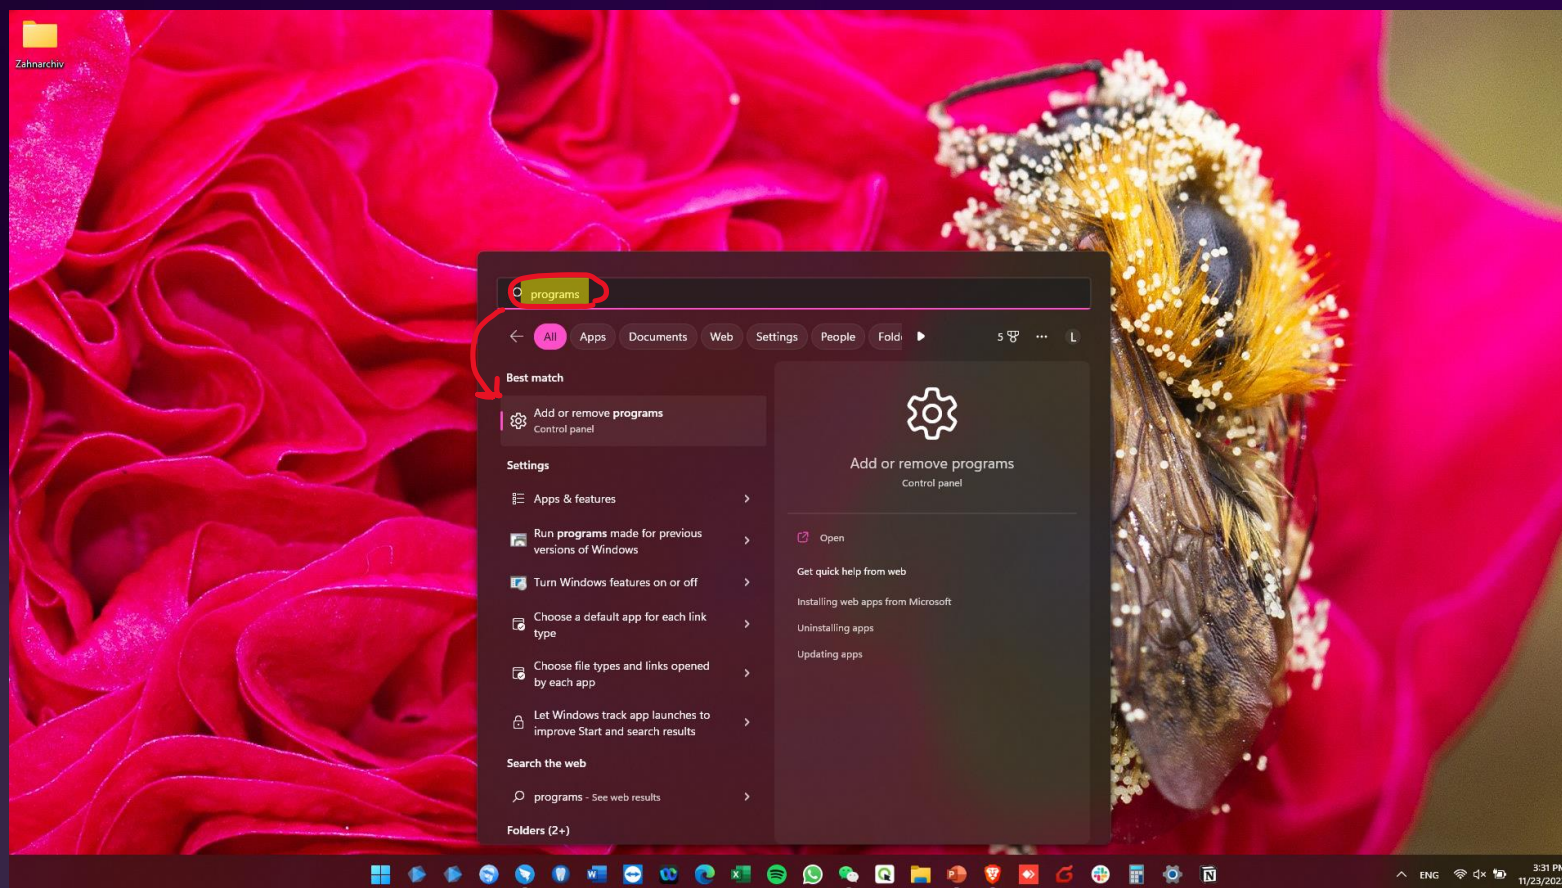 Zahnarchiv
programs
All Apps Documents Web Settings People Fold 5 L
Best match
Add or remove programs
Control panel
Settings
Apps & features
Run programs made for previous
versions of Windows
Turn Windows features on or off
Choose a default app for each link
type
Choose file types and links opened
by each app
Let Windows track app launches to
improve Start and search results
Search the web
programs - See web results
Folders (2+)
Add or remove programs
Control panel
Open
Get quick help from web
Installing web apps from Microsoft
Uninstalling apps
Updating apps
ENG
3:31 PM
11/23/202